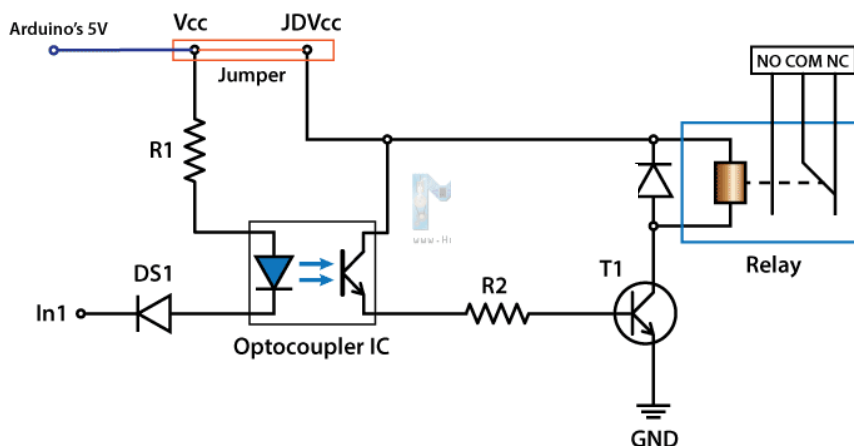 Arduino's 5V
Vcc
JDVcc
Jumper
NO COM NC
R1
DS1
In1
Optocoupler IC
R2
T1
Relay
GND